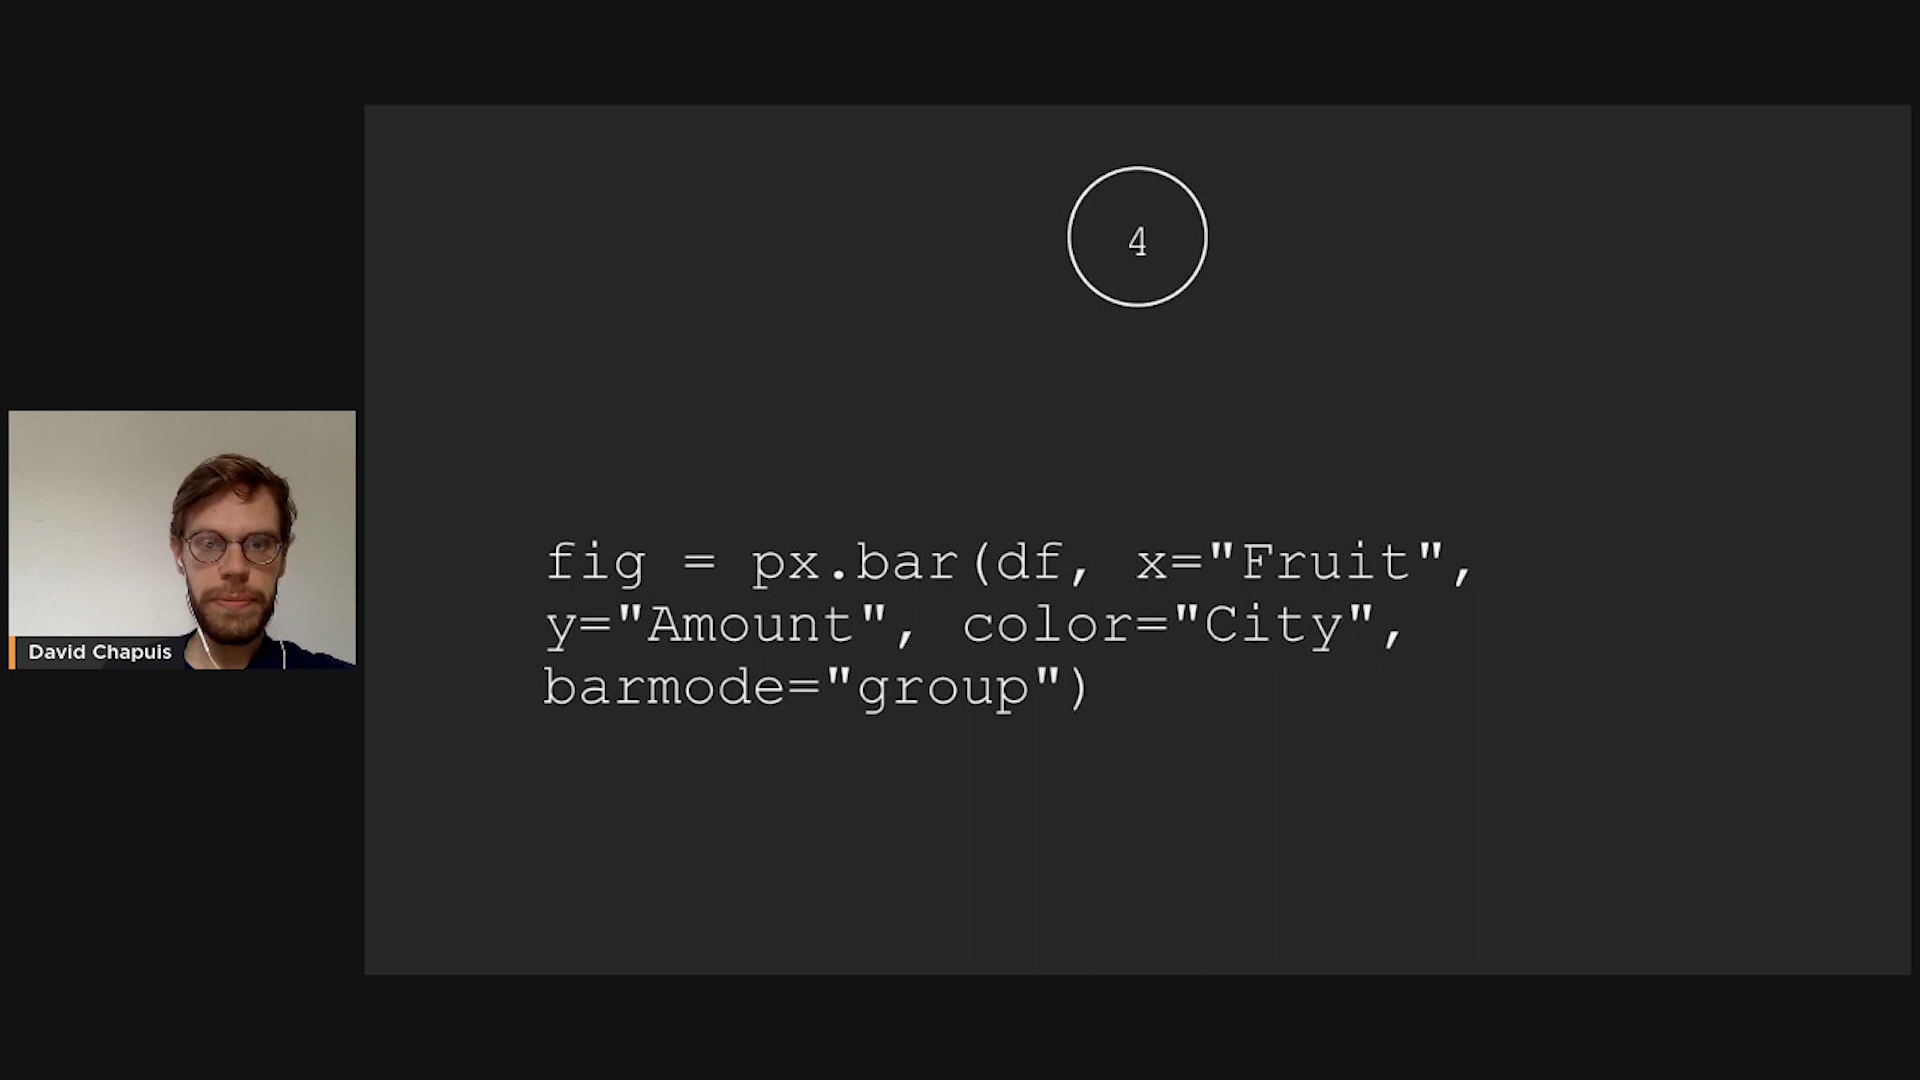 4
fig = px.bar(df, x="Fruit",
y="Amount", color="City",
barmode="group")
David Chapuis